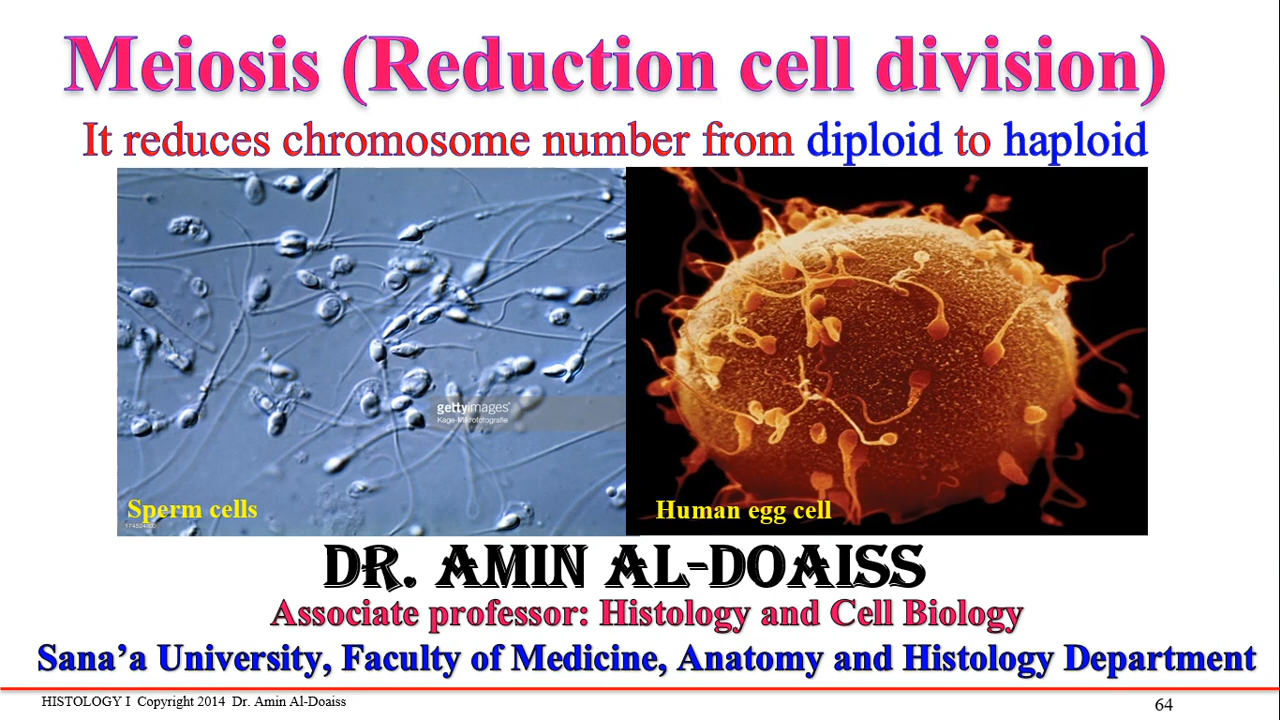 Meiosis (Reduction cell division)
It reduces chromosome number from diploid to haploid
gettyimages®
Kage-Mikrofotografie
Sperm cells
Human egg cell
DR. AMIN AL-DOAISS
Associate professor: Histology and Cell Biology
Sana’a University, Faculty of Medicine, Anatomy and Histology Department
HISTOLOGY I Copyright 2014 Dr. Amin Al-Doaiss
64